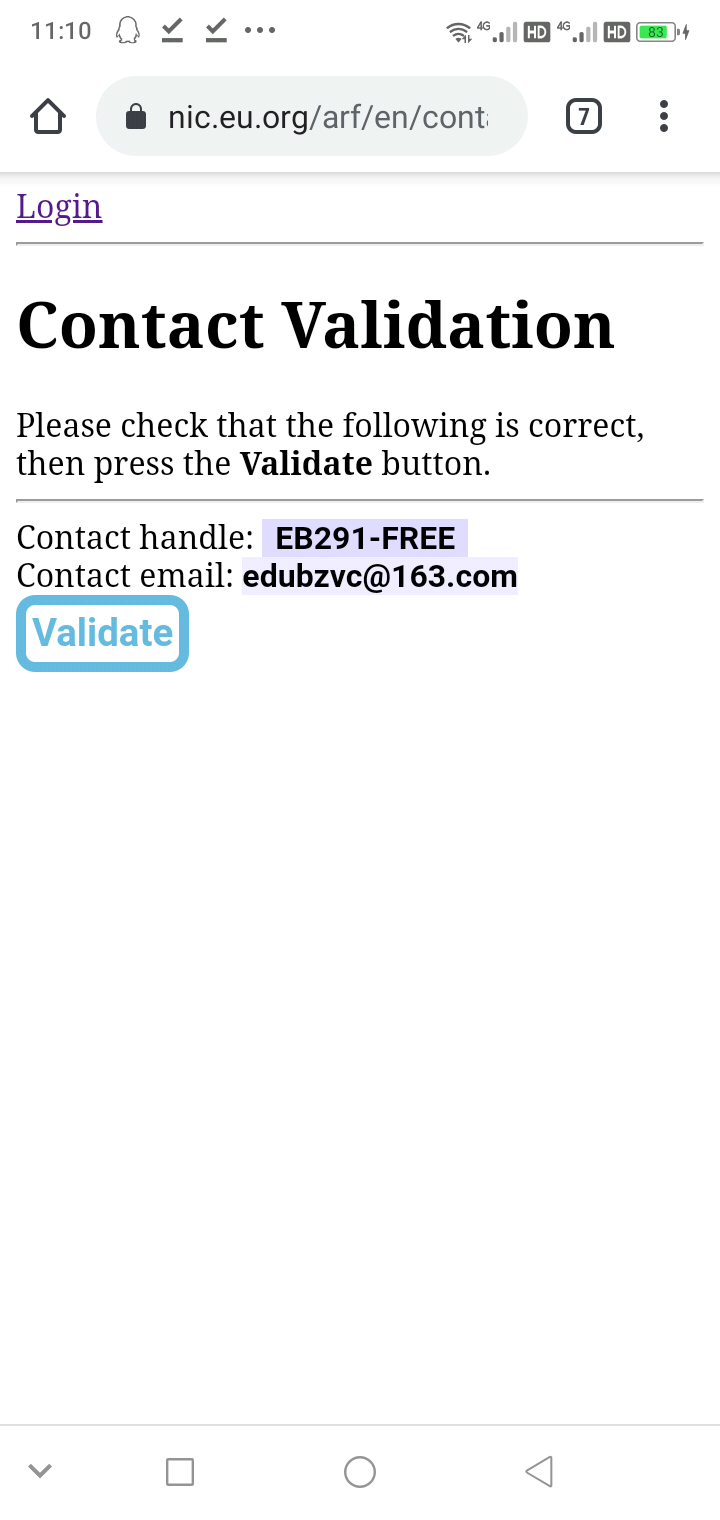 11:10 4G HD 4G HD 83
nic.eu.org/arf/en/cont 7
Login
Contact Validation
Please check that the following is correct,
then press the Validate button.
Contact handle: EB291-FREE
Contact email: edubzvc@163.com
Validate